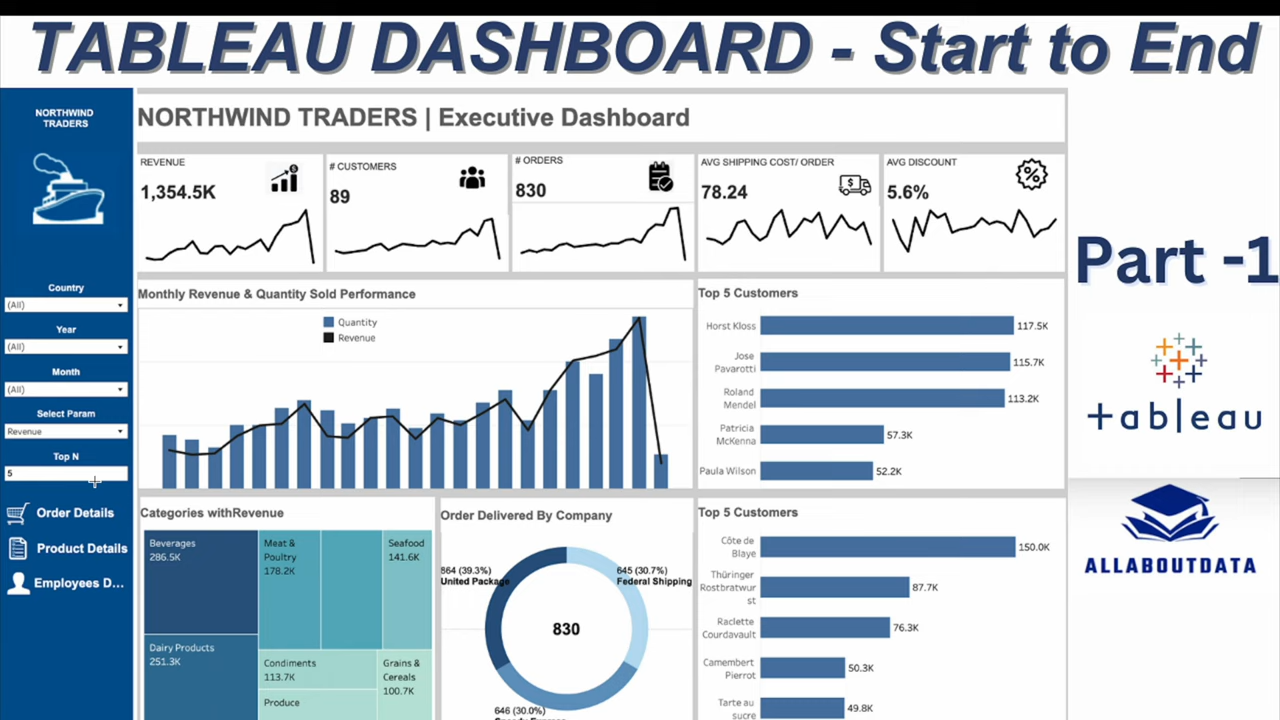 TABLEAU DASHBOARD - Start to End
NORTHWIND
TRADERS
NORTHWIND TRADERS | Executive Dashboard
REVENUE
1,354.5K
# CUSTOMERS
89
# ORDERS
830
AVG SHIPPING COST/ ORDER
78.24
AVG DISCOUNT
5.6%
Part -1
Country
(All)
Year
(All)
Month
(All)
Select Param
Revenue
Top N
5
Order Details
Product Details
Employees D...
Monthly Revenue & Quantity Sold Performance
Quantity
Revenue
Top 5 Customers
Horst Kloss
117.5K
Jose
Pavarotti
115.7K
Roland
Mendel
113.2K
Patricia
McKenna
57.3K
Paula Wilson
52.2K
tableau
ALLABOUTDATA
Categories withRevenue
Beverages
286.5K
Meat &
Poultry
178.2K
Seafood
141.6K
Dairy Products
251.3K
Condiments
113.7K
Grains &
Cereals
100.7K
Produce
Order Delivered By Company
864 (39.3%)
United Package
645 (30.7%)
Federal Shipping
830
646 (30.0%)
Speedy Express
Top 5 Customers
Côte de
Blaye
150.0K
Thüringer
Rostbratwur
st
87.7K
Raclette
Courdavault
76.3K
Camembert
Pierrot
50.3K
Tarte au
sucre
49.8K